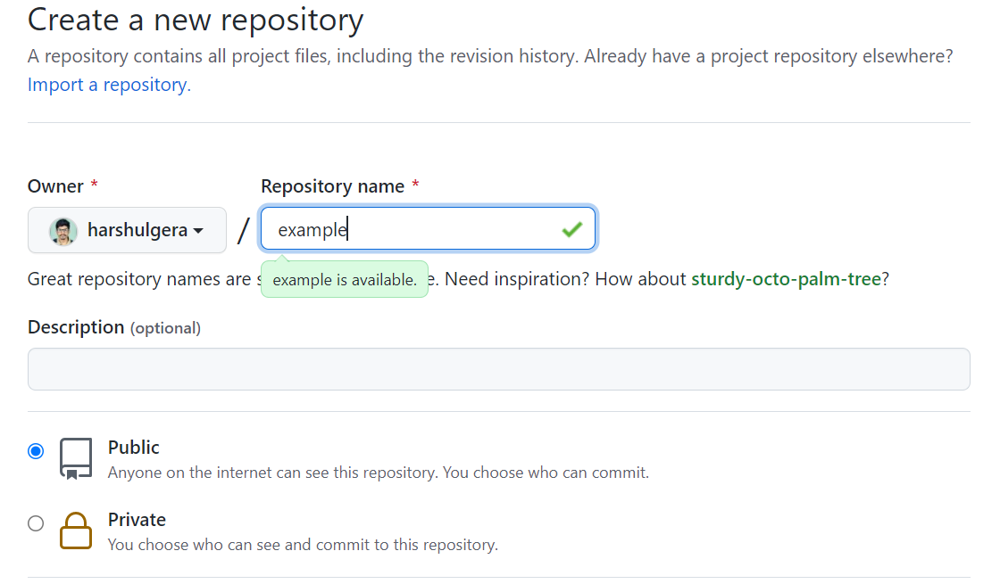 Create a new repository
A repository contains all project files, including the revision history. Already have a project repository elsewhere?
Import a repository.
Owner * Repository name *
harshulgera / example
example is available.
Great repository names are e. Need inspiration? How about sturdy-octo-palm-tree?
Description (optional)
Public
Anyone on the internet can see this repository. You choose who can commit.
Private
You choose who can see and commit to this repository.